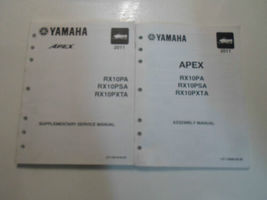 YAMAHA
2011
APEX
RX10PA
RX10PSA
RX10PXTA
SUPPLEMENTARY SERVICE MANUAL
YAMAHA
2011
APEX
RX10PA
RX10PSA
RX10PXTA
ASSEMBLY MANUAL